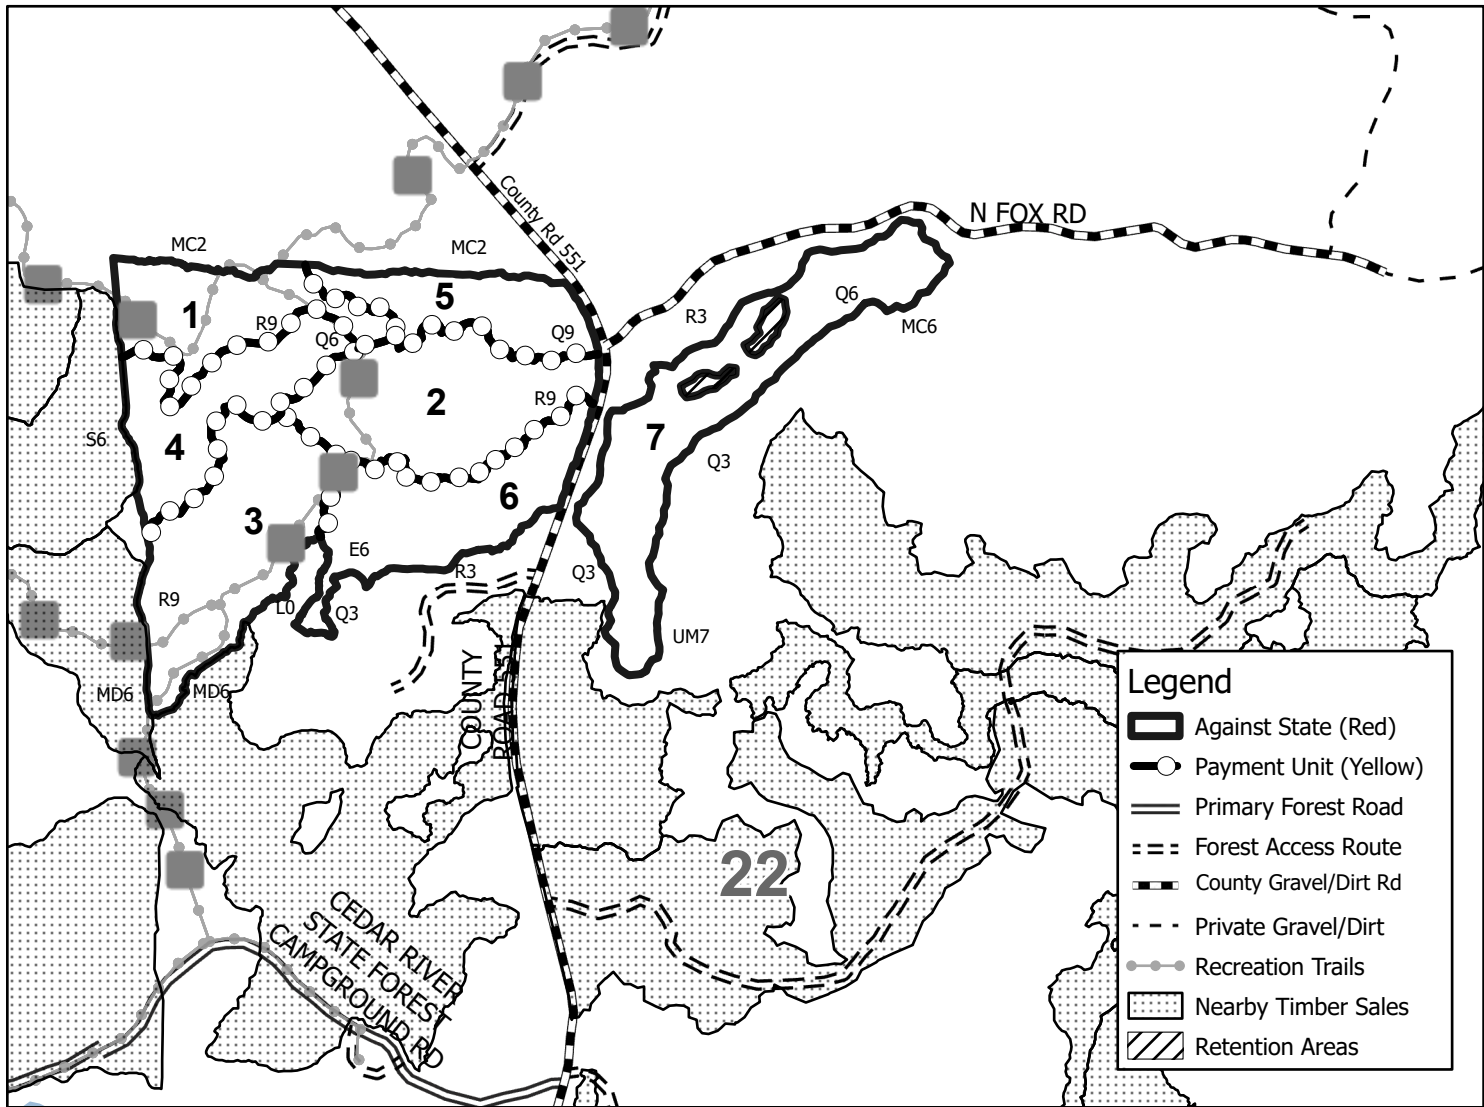 County Rd 551
N FOX RD
MC2
MC2
5
Q6
1
R9
R3
MC6
Q6
Q9
2
R9
7
S6
4
Q3
6
3
E6
R3
Q3
R9
L0
Q3
UM7
MD6
MD6
COUNTY
ROAD 551
22
CEDAR RIVER
STATE FOREST
CAMPGROUND RD
Legend
Against State (Red)
Payment Unit (Yellow)
Primary Forest Road
Forest Access Route
County Gravel/Dirt Rd
Private Gravel/Dirt
Recreation Trails
Nearby Timber Sales
Retention Areas